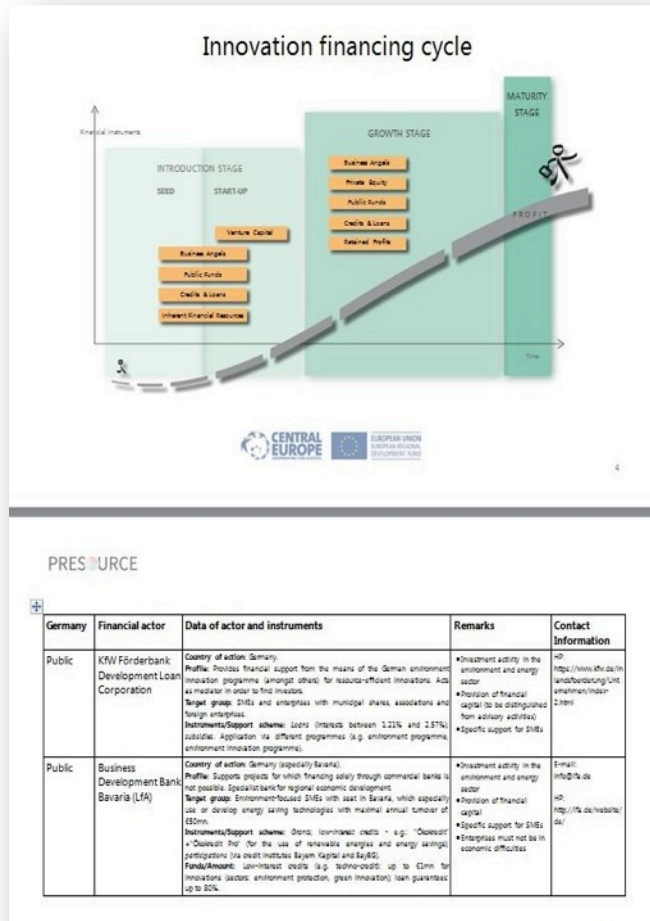 Innovation financing cycle
MATURITY
STAGE
Financial Instruments
GROWTH STAGE
INTRODUCTION STAGE
SEED
START-UP
Business Angels
Private Equity
Public Funds
Credits & Loans
Retained Profits
Venture Capital
Business Angels
Public Funds
Credits & Loans
Inherent Financial Resources
PROFIT
Time
CENTRAL
EUROPE
EUROPEAN UNION
EUROPEAN REGIONAL
DEVELOPMENT FUND
4
PRESOURCE
Germany
Financial actor
Data of actor and instruments
Remarks
Contact
Information
Public
KfW Förderbank
Development Loan
Corporation
Country of action: Germany.
Profile: Provides financial support from the means of the German environment
innovation programme (amongst others) for resource-efficient innovations. Acts
as mediator in order to find investors.
Target group: SMEs and enterprises with municipal shares, associations and
foreign enterprises.
Instruments/Support scheme: Loans (interests between 1.21% and 2.57%);
subsidies. Application via different programmes (e.g. environment programme,
environment innovation programme).
▪Investment activity in the
environment and energy
sector
▪Provision of financial
capital (to be distinguished
from advisory activities)
▪Specific support for SMEs
HP:
https://www.kfw.de/in
landsfoerderung/Unt
ernehmen/index-
2.html
Public
Business
Development Bank
Bavaria (LfA)
Country of action: Germany (especially Bavaria).
Profile: Supports projects for which financing solely through commercial banks is
not possible. Specialist bank for regional economic development.
Target group: Environment-focused SMEs with seat in Bavaria, which especially
use or develop energy saving technologies with maximal annual turnover of
Instruments/Support scheme: Grants; low-interest credits - e.g. "Ökokredit"
+"Ökokredit Pro" (for the use of renewable energies and energy savings);
participations (via credit institutes Bayern Kapital and BayBG).
Funds/Amount: Low-interest credits (e.g. techno-credit): up to €1mn for
innovations (sectors: environment protection, green innovation); loan guarantees:
up to 80%.
▪Investment activity in the
environment and energy
sector
▪Provision of financial
capital
▪Specific support for SMEs
▪Enterprises must not be in
economic difficulties
E-mail:
info@lfa.de
HP:
http://lfa.de/website/
de/